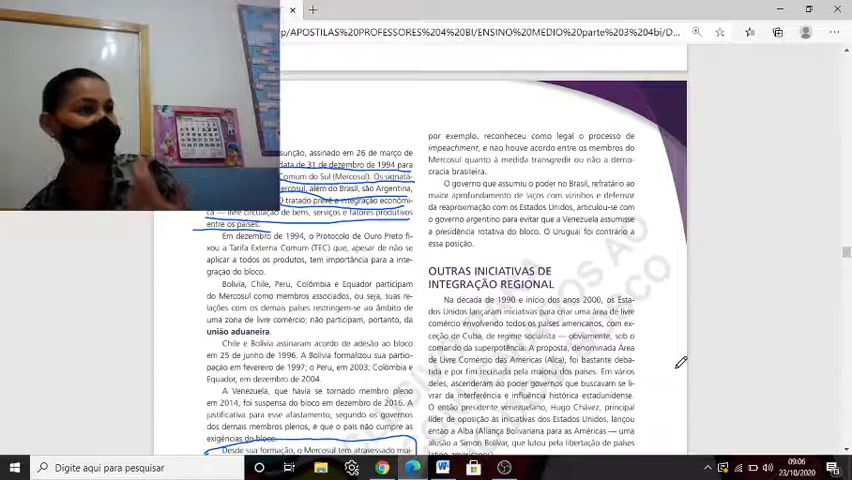 p/APOSTILAS%20PROFESSORES%204%20BI/ENSINO%20MEDIO%20parte%203%204bi/D...
sunção, assinado em 26 de março de
data de 31 de dezembro de 1994 para
Comum do Sul (Mercosul). Os signatá-
ercosul, além do Brasil, são Argentina,
O tratado prevê a integração econômi-
ca — livre circulação de bens, serviços e fatores produtivos
entre os países.
Em dezembro de 1994, o Protocolo de Ouro Preto fi-
xou a Tarifa Externa Comum (TEC) que, apesar de não se
aplicar a todos os produtos, tem importância para a inte-
gração do bloco.
Bolívia, Chile, Peru, Colômbia e Equador participam
do Mercosul como membros associados, ou seja, suas re-
lações com os demais países restringem-se ao âmbito de
uma zona de livre comércio; não participam, portanto, da
união aduaneira.
Chile e Bolívia assinaram acordo de adesão ao bloco
em 25 de junho de 1996. A Bolívia formalizou sua partici-
pação em fevereiro de 1997; o Peru, em 2003; Colômbia e
Equador, em dezembro de 2004.
A Venezuela, que havia se tornado membro pleno
em 2014, foi suspensa do bloco em dezembro de 2016. A
justificativa para esse afastamento, segundo os governos
dos demais membros plenos, é que o país não cumpre as
exigências do bloco.
Desde sua formação, o Mercosul tem atravessado mui-
por exemplo, reconheceu como legal o processo de
impeachment, e não houve acordo entre os membros do
Mercosul quanto à medida transgredir ou não a demo-
cracia brasileira.
O governo que assumiu o poder no Brasil, refratário ao
maior aprofundamento de laços com vizinhos e defensor
da reaproximação com os Estados Unidos, articulou-se com
o governo argentino para evitar que a Venezuela assumisse
a presidência rotativa do bloco. O Uruguai foi contrário a
essa posição.
OUTRAS INICIATIVAS DE
INTEGRAÇÃO REGIONAL
Na década de 1990 e início dos anos 2000, os Esta-
dos Unidos lançaram iniciativas para criar uma área de livre
comércio envolvendo todos os países americanos, com ex-
ceção de Cuba, de regime socialista — obviamente, sob o
comando da superpotência. A proposta, denominada Área
de Livre Comércio das Américas (Alca), foi bastante deba-
tida e por fim recusada pela maioria dos países. Em vários
deles, ascenderam ao poder governos que buscavam se li-
vrar da interferência e influência histórica estadunidense.
O então presidente venezuelano, Hugo Chávez, principal
líder de oposição às iniciativas dos Estados Unidos, lançou
então a Alba (Aliança Bolivariana para as Américas — uma
alusão a Simon Bolívar, que lutou pela libertação de países
latino-americanos)
Digite aqui para pesquisar
09:06
23/10/2020